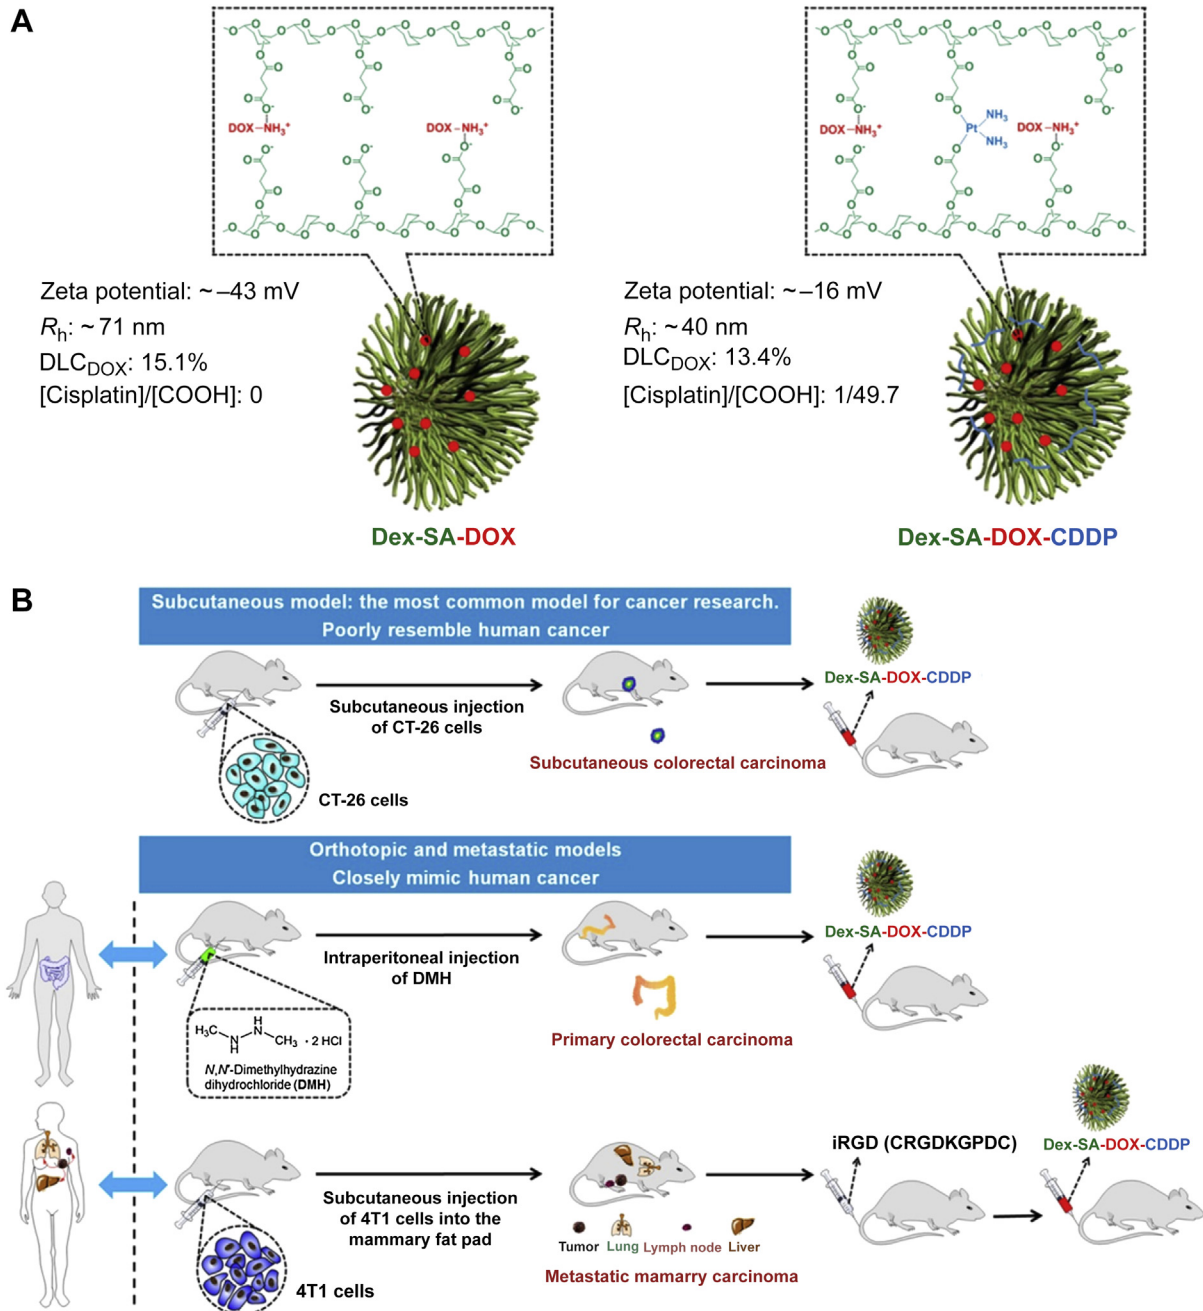 A
DOX–NH₃⁺
DOX–NH₃⁺
Zeta potential: ~–43 mV
Rh: ~71 nm
DLCDOX: 15.1%
[Cisplatin]/[COOH]: 0
Dex-SA-DOX
DOX–NH₃⁺
Pt
NH₃
NH₃
DOX–NH₃⁺
Zeta potential: ~–16 mV
Rh: ~40 nm
DLCDOX: 13.4%
[Cisplatin]/[COOH]: 1/49.7
Dex-SA-DOX-CDDP
B
Subcutaneous model: the most common model for cancer research.
Poorly resemble human cancer
Subcutaneous injection
of CT-26 cells
CT-26 cells
Subcutaneous colorectal carcinoma
Dex-SA-DOX-CDDP
Orthotopic and metastatic models
Closely mimic human cancer
Intraperitoneal injection
of DMH
H₃C N H N H CH₃ · 2 HCl
N,N'-Dimethylhydrazine
dihydrochloride (DMH)
Primary colorectal carcinoma
Dex-SA-DOX-CDDP
Subcutaneous injection
of 4T1 cells into the
mammary fat pad
4T1 cells
Tumor Lung Lymph node Liver
Metastatic mamarry carcinoma
iRGD (CRGDKGPDC)
Dex-SA-DOX-CDDP